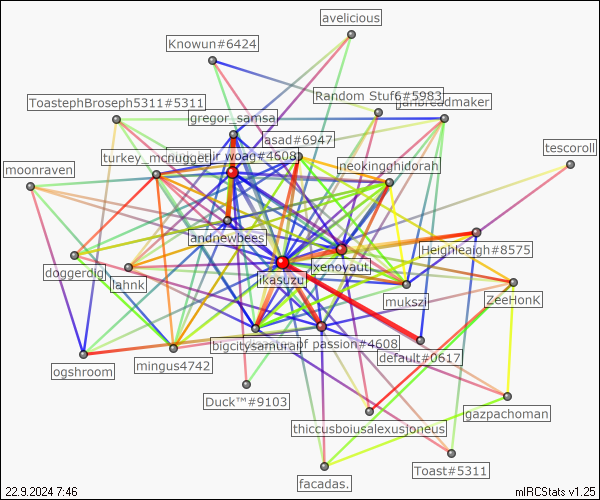 avelicious
Knowun#6424
Random Stuf6#5983
ToastephBroseph5311#5311
jarlbreadmaker
gregor_samsa
asad#6947
tescoroll
turkey_mcnugget
woag#4608
neokingghidorah
moonraven
andnewbees
Heighleaigh#8575
doggerdig
lahnk
ikasuzu
xenoyaut
mukszi
ZeeHonK
bigcitysamurai
of passion#4608
default#0617
ogshroom
mingus4742
Duck™#9103
gazpachoman
thiccusboiusalexusjoneus
Toast#5311
facadas.
22.9.2024 7:46
mIRCStats v1.25